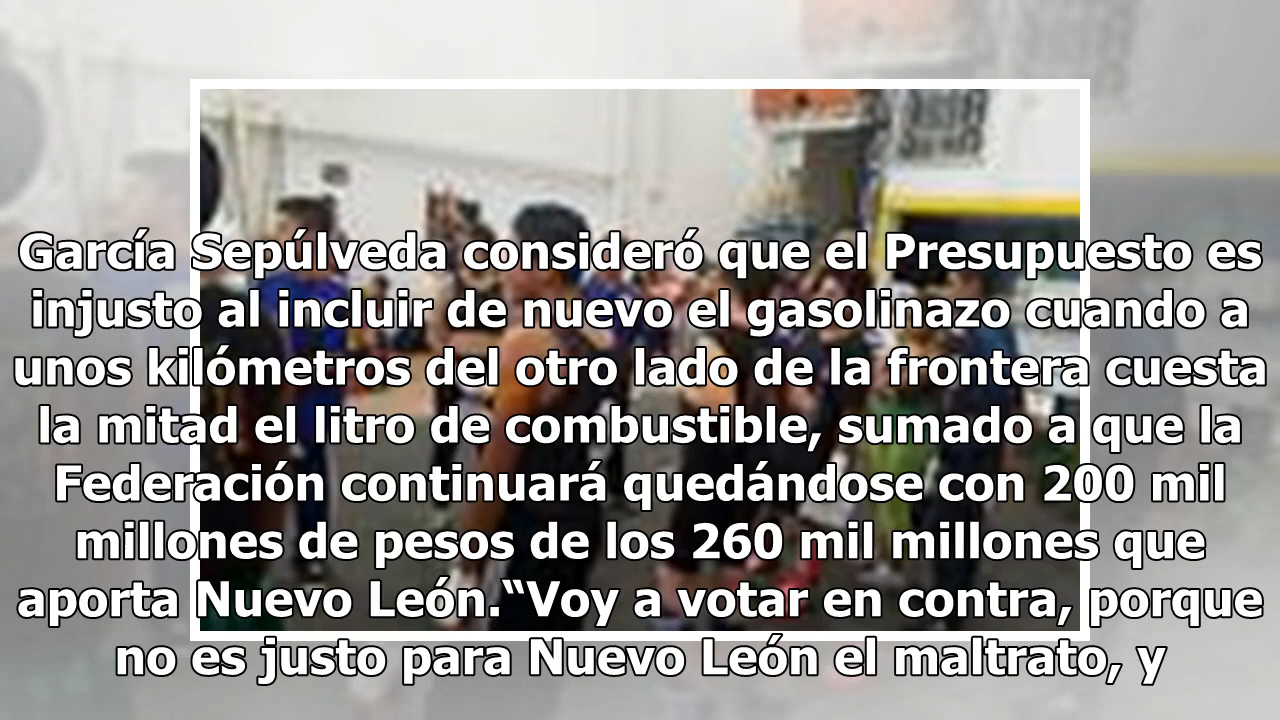 García Sepúlveda consideró que el Presupuesto es
injusto al incluir de nuevo el gasolinazo cuando a
unos kilómetros del otro lado de la frontera cuesta
la mitad el litro de combustible, sumado a que la
Federación continuará quedándose con 200 mil
millones de pesos de los 260 mil millones que
aporta Nuevo León.“Voy a votar en contra, porque
no es justo para Nuevo León el maltrato, y